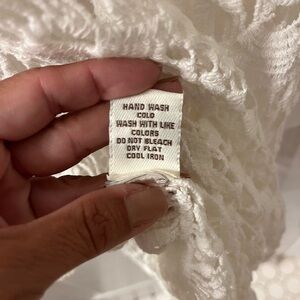 HAND WASH
COLD
WASH WITH LIKE
COLORS
DO NOT BLEACH
DRY FLAT
COOL IRON